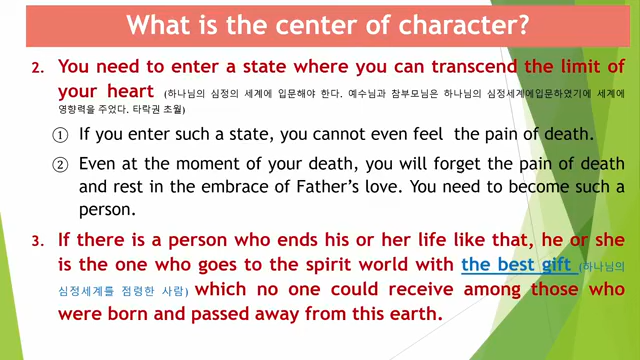 What is the center of character?
2. You need to enter a state where you can transcend the limit of
your heart (하나님의 심정의 세계에 입문해야 한다. 예수님과 참부모님은 하나님의 심정세계에입문하였기에 세계에
영향력을 주었다. 타락권 초월)
① If you enter such a state, you cannot even feel the pain of death.
② Even at the moment of your death, you will forget the pain of death
and rest in the embrace of Father's love. You need to become such a
person.
3. If there is a person who ends his or her life like that, he or she
is the one who goes to the spirit world with the best gift (하나님의
심정세계를 점령한 사람) which no one could receive among those who
were born and passed away from this earth.